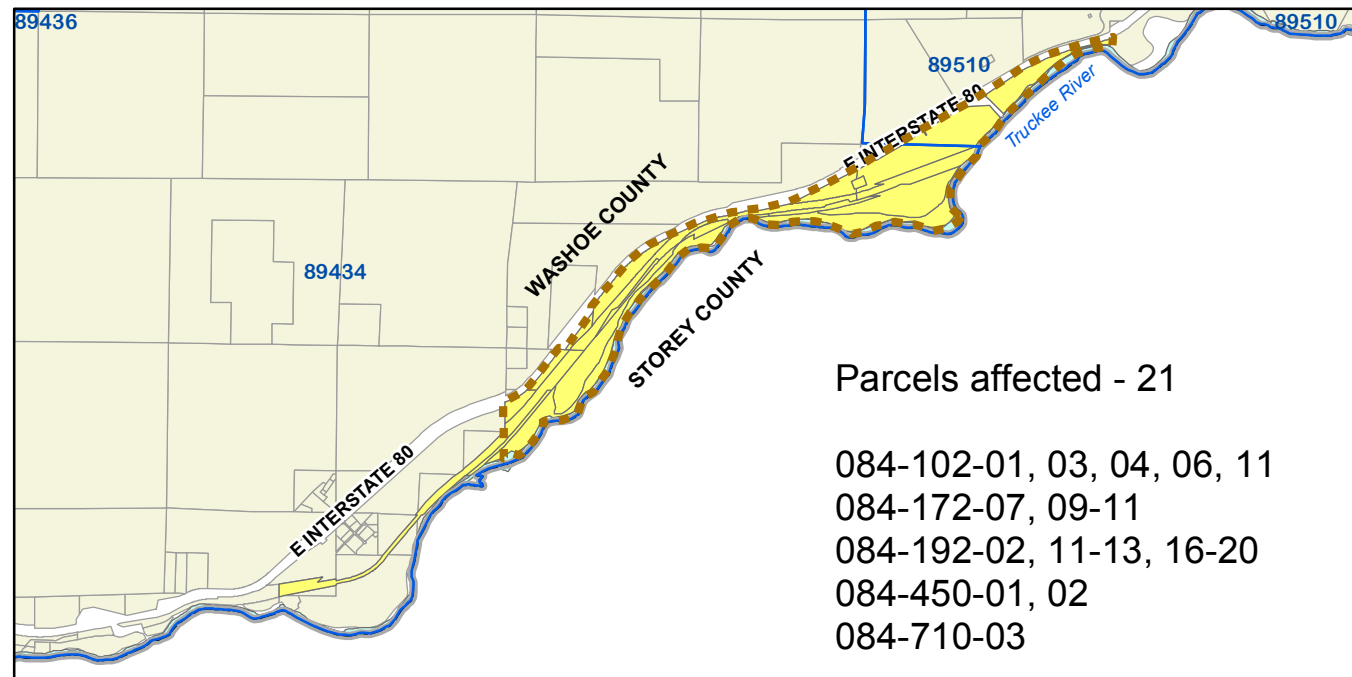 89436
89510
89510
E INTERSTATE 80
Truckee River
WASHOE COUNTY
89434
STOREY COUNTY
E INTERSTATE 80
Parcels affected - 21
084-102-01, 03, 04, 06, 11
084-172-07, 09-11
084-192-02, 11-13, 16-20
084-450-01, 02
084-710-03